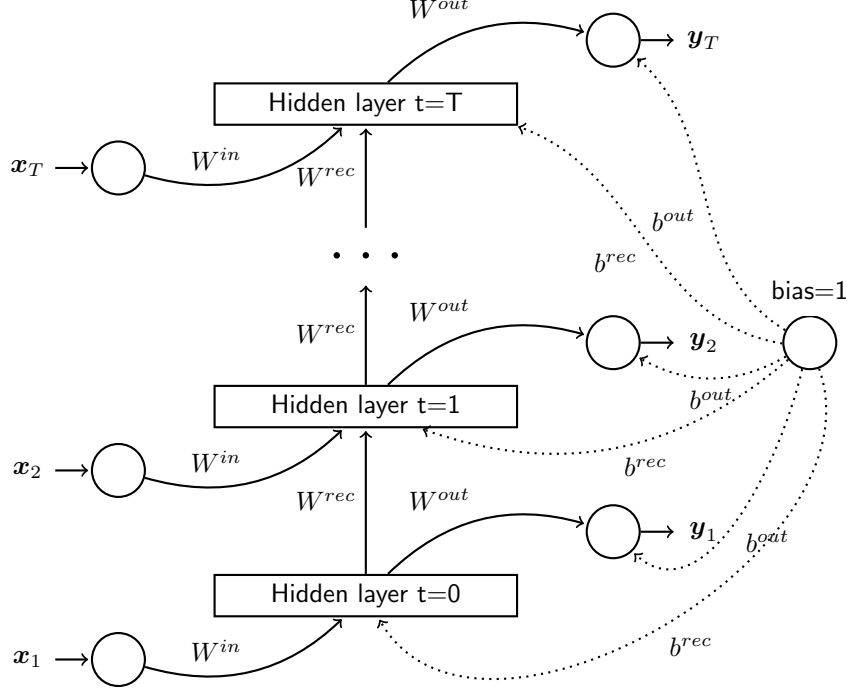 W^{out}
y_T
Hidden layer t=T
x_T
W^{in}
W^{rec}
b^{out}
b^{rec}
. . .
bias=1
W^{rec}
W^{out}
y_2
Hidden layer t=1
b^{out}
x_2
W^{in}
b^{rec}
W^{rec}
W^{out}
y_1
b^{out}
Hidden layer t=0
x_1
W^{in}
b^{rec}